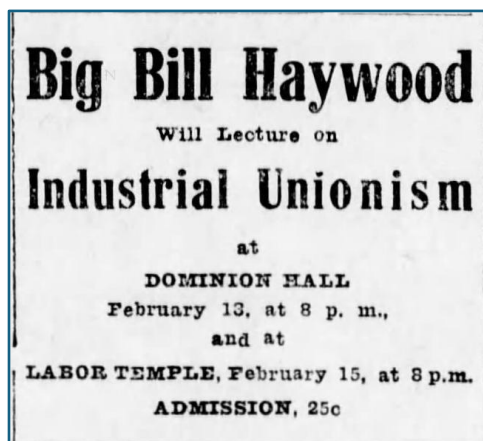 Big Bill Haywood
Will Lecture on
Industrial Unionism
at
DOMINION HALL
February 13, at 8 p. m.,
and at
LABOR TEMPLE, February 15, at 8 p.m.
ADMISSION, 25c